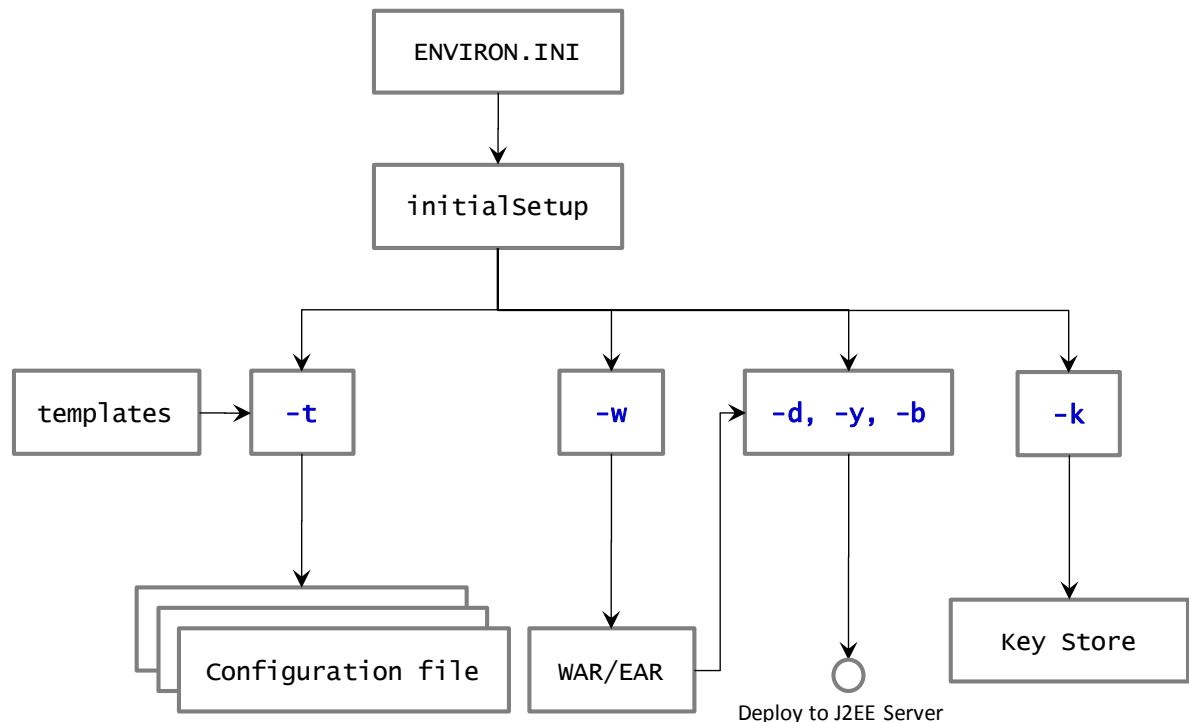 ENVIRON.INI
initialSetup
templates
-t
-w
-d, -y, -b
-k
Configuration file
WAR/EAR
Key Store
Deploy to J2EE Server